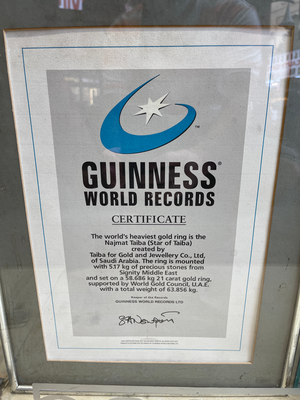 GUINNESS®
WORLD RECORDS
CERTIFICATE
The world's heaviest gold ring is the
Najmat Taiba (Star of Taiba)
created by
Taiba for Gold and Jewellery Co., Ltd,
of Saudi Arabia. The ring is mounted
with 5.17 kg of precious stones from
Signity Middle East
and set on a 58.686 kg 21 carat gold ring,
supported by World Gold Council, U.A.E.
with a total weight of 63.856 kg.
Keeper of the Records
GUINNESS WORLD RECORDS LTD